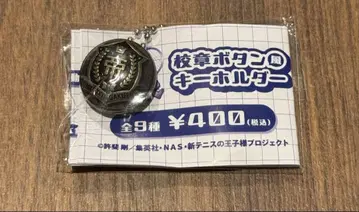 校章ボタン風
キーホルダー
全9種 ¥400(税込)
©許斐 剛/集英社・NAS・新テニスの王子様プロジェクト